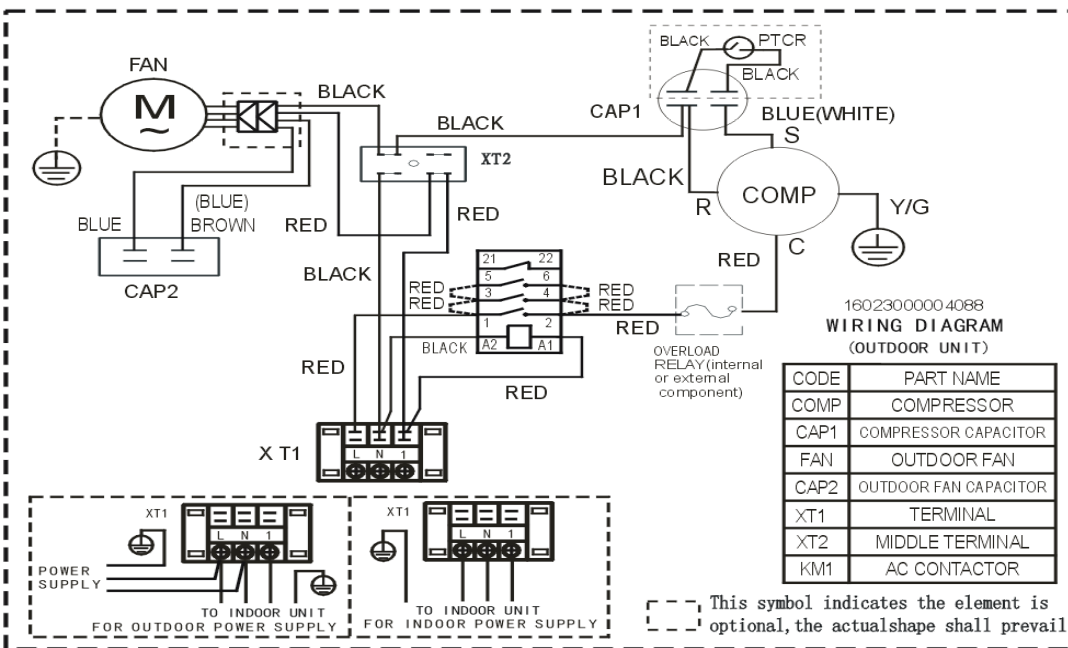 FAN
M
~
BLACK
BLACK
BLACK
PTCR
BLACK
CAP1
BLUE(WHITE)
XT2
S
BLACK
COMP
R
Y/G
C
RED
BLUE
(BLUE)
BROWN
RED
RED
CAP2
BLACK
21 22
5 6
3 4
1 2
A2 A1
RED
RED
RED
RED
RED
BLACK
RED
RED
OVERLOAD
RELAY(internal
or external
component)
X T1
L N 1
16023000004088
WIRING DIAGRAM
(OUTDOOR UNIT)
CODE PART NAME
COMP COMPRESSOR
CAP1 COMPRESSOR CAPACITOR
FAN OUTDOOR FAN
CAP2 OUTDOOR FAN CAPACITOR
XT1 TERMINAL
XT2 MIDDLE TERMINAL
KM1 AC CONTACTOR
XT1
L N 1
POWER
SUPPLY
TO INDOOR UNIT
FOR OUTDOOR POWER SUPPLY
XT1
L N 1
TO INDOOR UNIT
FOR INDOOR POWER SUPPLY
This symbol indicates the element is
optional,the actualshape shall prevail